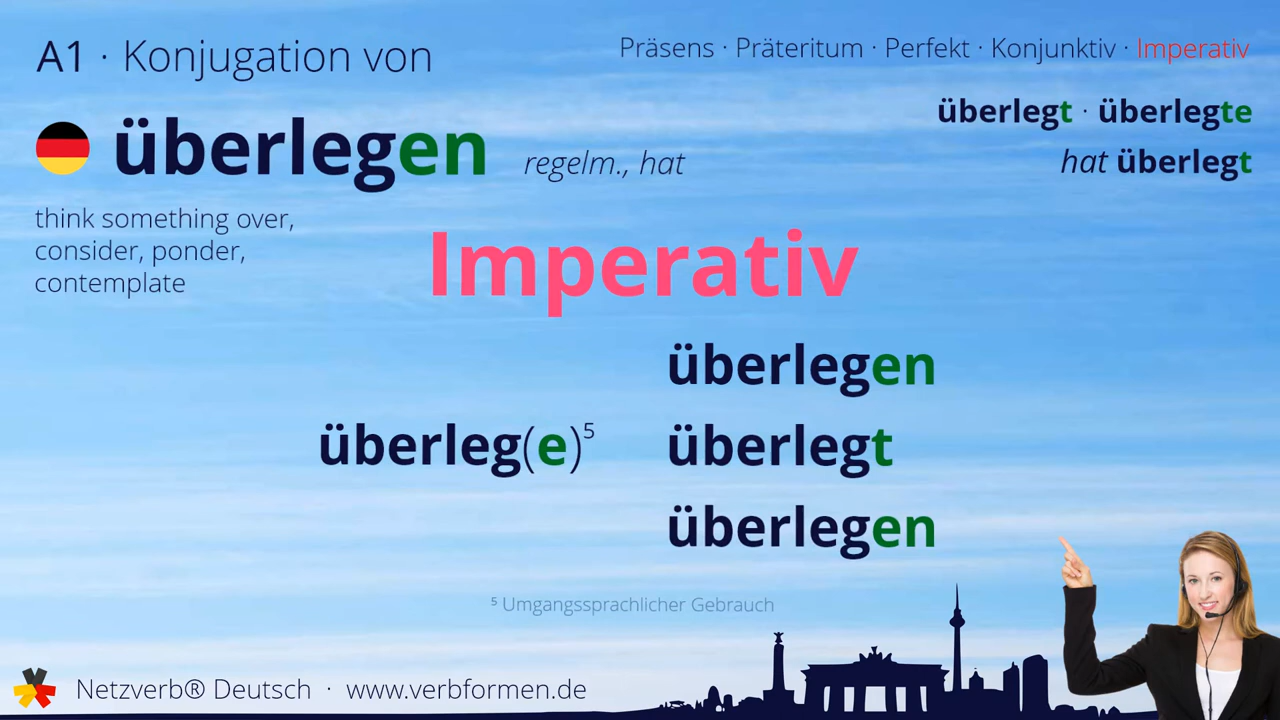 A1 · Konjugation von
Präsens · Präteritum · Perfekt · Konjunktiv · Imperativ
überlegen regelm., hat
überlegt · überlegte
hat überlegt
think something over,
consider, ponder,
contemplate
Imperativ
überlegen
überleg(e)⁵ überlegt
überlegen
⁵ Umgangssprachlicher Gebrauch
Netzverb® Deutsch · www.verbformen.de